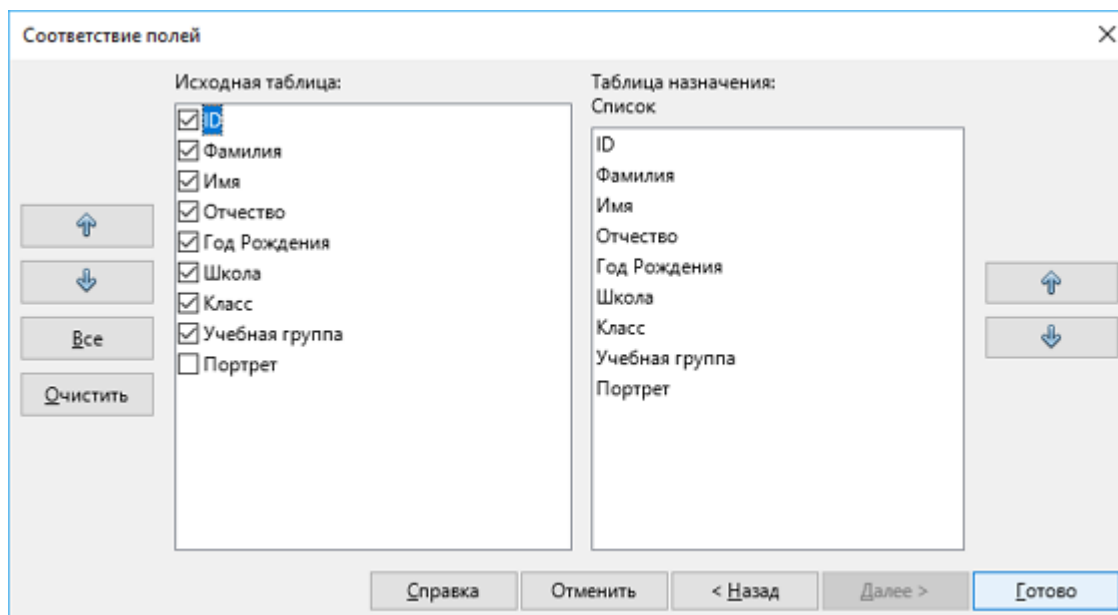 Соответствие полей
Исходная таблица:
ID
Фамилия
Имя
Отчество
Год Рождения
Школа
Класс
Учебная группа
Портрет
Все
Очистить
Таблица назначения:
Список
ID
Фамилия
Имя
Отчество
Год Рождения
Школа
Класс
Учебная группа
Портрет
Справка
Отменить
< Назад
Далее >
Готово